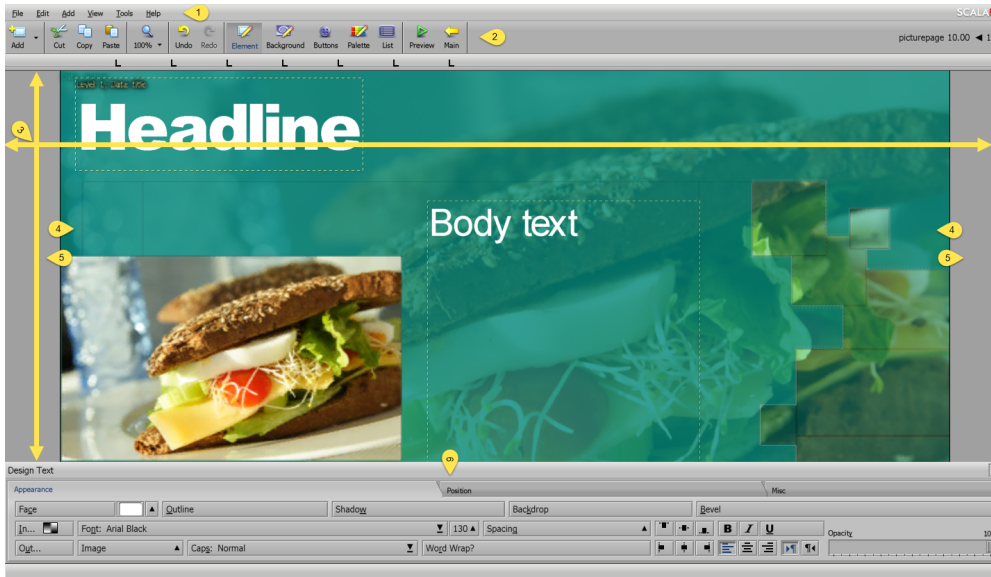 File Edit Add View Tools Help 1 SCALA
Add Cut Copy Paste 100% Undo Redo Element Background Buttons Palette List Preview Main 2 picturepage 10.00 ◀ 1
L L L L L L L
Level 1: Data Title
3
Headline
Body text
4 4
5 5
6
Design Text
Appearance Position Misc
Face Outline Shadow Backdrop Bevel
In... Font: Arial Black 130 Spacing B I U Opacity 10
Out... Image Caps: Normal Word Wrap?